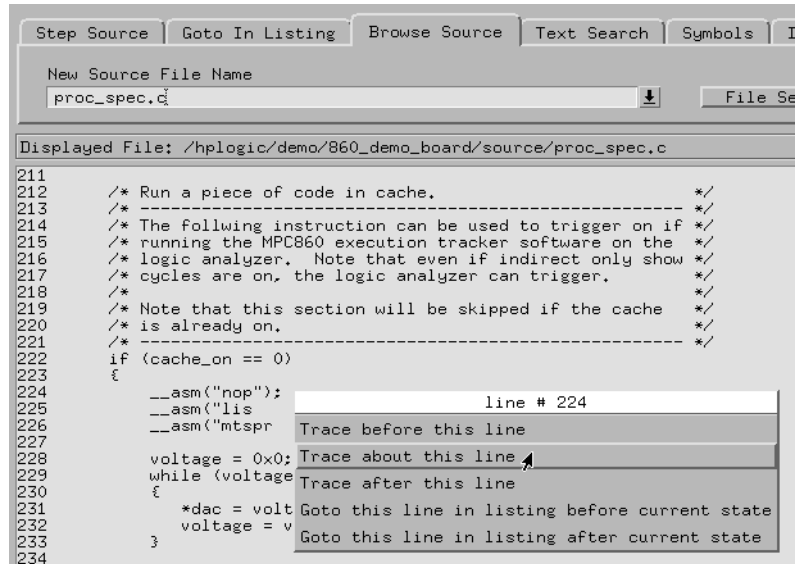 Step Source Goto In Listing Browse Source Text Search Symbols
New Source File Name
proc_spec.c
File Se
Displayed File: /hplogic/demo/860_demo_board/source/proc_spec.c
211
212 /* Run a piece of code in cache. */
213 /* ------------------------------------------------------ */
214 /* The follwing instruction can be used to trigger on if */
215 /* running the MPC860 execution tracker software on the */
216 /* logic analyzer. Note that even if indirect only show */
217 /* cycles are on, the logic analyzer can trigger. */
218 /* */
219 /* Note that this section will be skipped if the cache */
220 /* is already on. */
221 /* ------------------------------------------------------ */
222 if (cache_on == 0)
223 {
224 __asm("nop");
225 __asm("lis
226 __asm("mtspr
227
228 voltage = 0x0;
229 while (voltage
230 {
231 *dac = volt
232 voltage = v
233 }
234
line # 224
Trace before this line
Trace about this line
Trace after this line
Goto this line in listing before current state
Goto this line in listing after current state